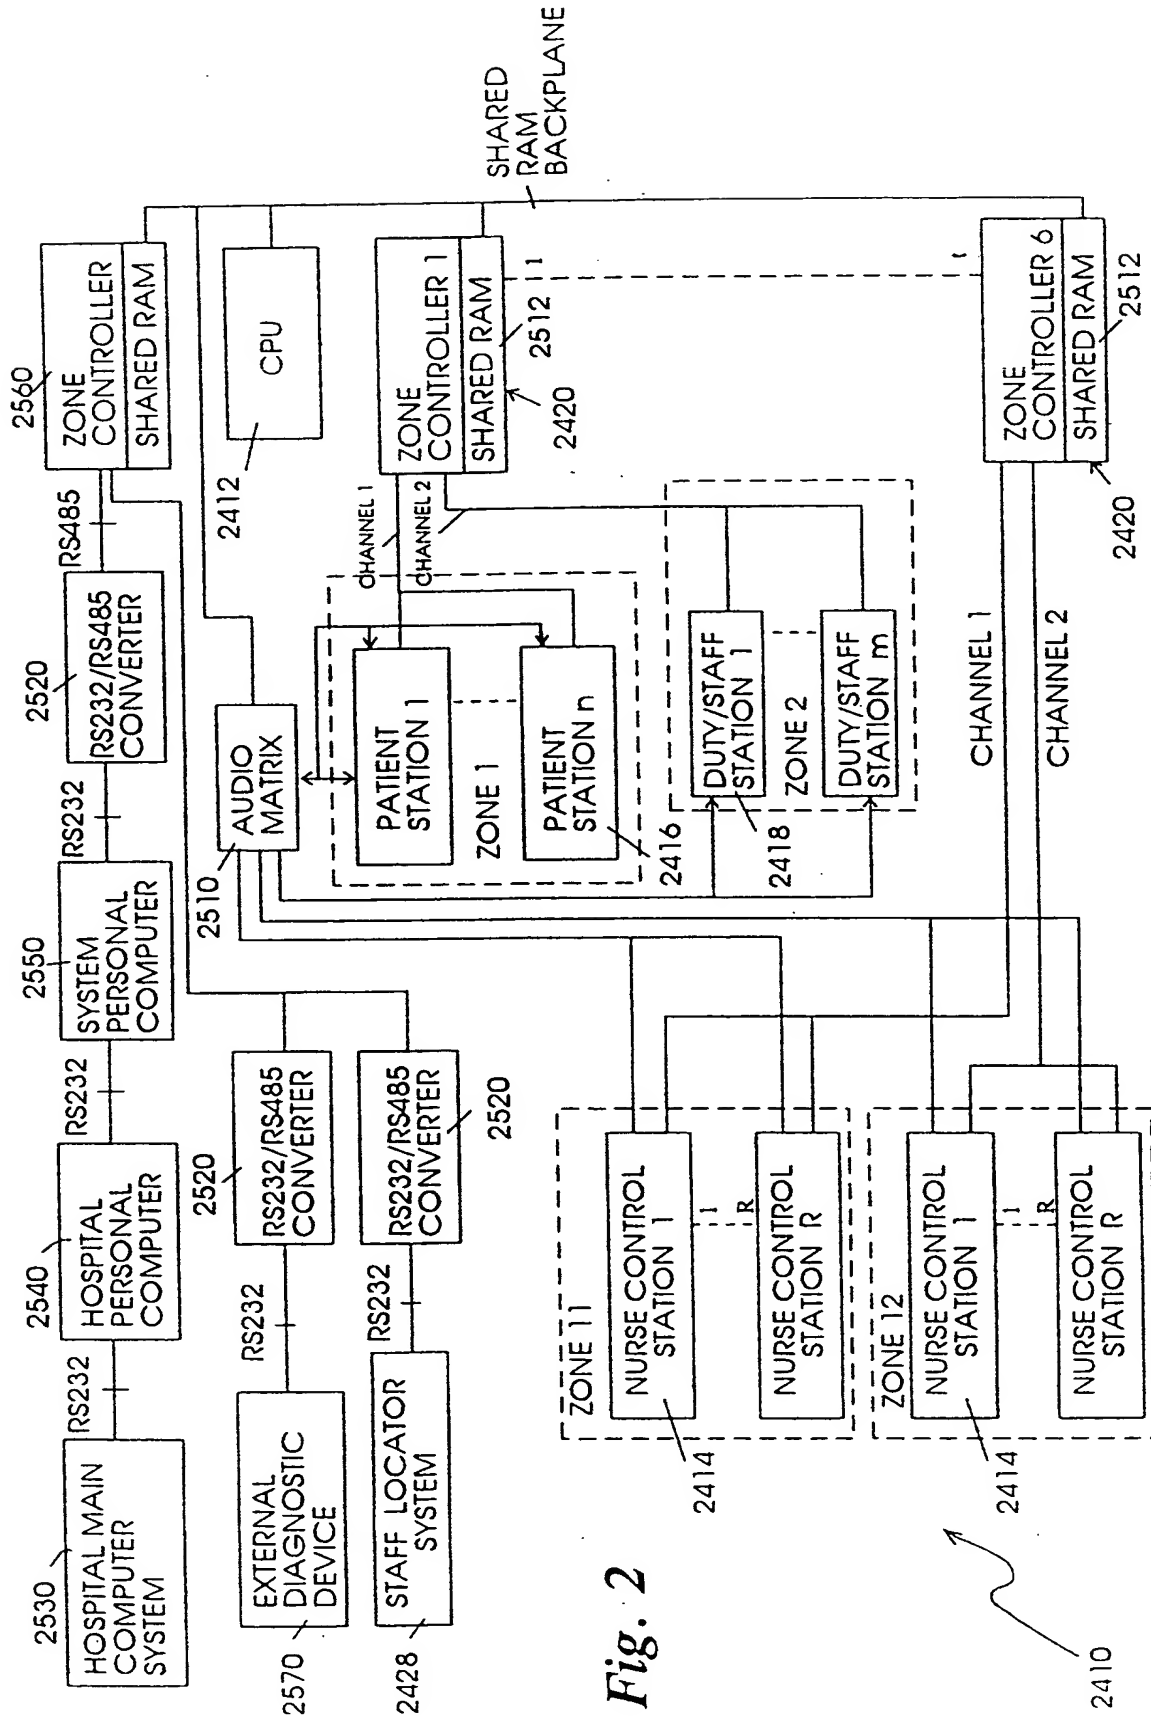 2530
HOSPITAL MAIN
COMPUTER
SYSTEM
RS232
2540
HOSPITAL
PERSONAL
COMPUTER
RS232
2550
SYSTEM
PERSONAL
COMPUTER
RS232
2520
RS232/RS485
CONVERTER
RS485
2560
ZONE
CONTROLLER
SHARED RAM
2570
EXTERNAL
DIAGNOSTIC
DEVICE
RS232
2520
RS232/RS485
CONVERTER
2428
STAFF LOCATOR
SYSTEM
RS232
RS232/RS485
CONVERTER
2520
2510
AUDIO
MATRIX
2412
CPU
SHARED
RAM
BACKPLANE
CHANNEL 1
CHANNEL 2
ZONE
CONTROLLER 1
SHARED RAM
2512
2420
1
PATIENT
STATION 1
ZONE 1
PATIENT
STATION n
2416
DUTY/STAFF
STATION 1
2418
ZONE 2
DUTY/STAFF
STATION m
ZONE 11
NURSE CONTROL
STATION 1
2414
1
R
NURSE CONTROL
STATION R
ZONE 12
NURSE CONTROL
STATION 1
2414
1
R
NURSE CONTROL
STATION R
CHANNEL 1
CHANNEL 2
ZONE
CONTROLLER 6
SHARED RAM
2512
2420
Fig. 2
2410